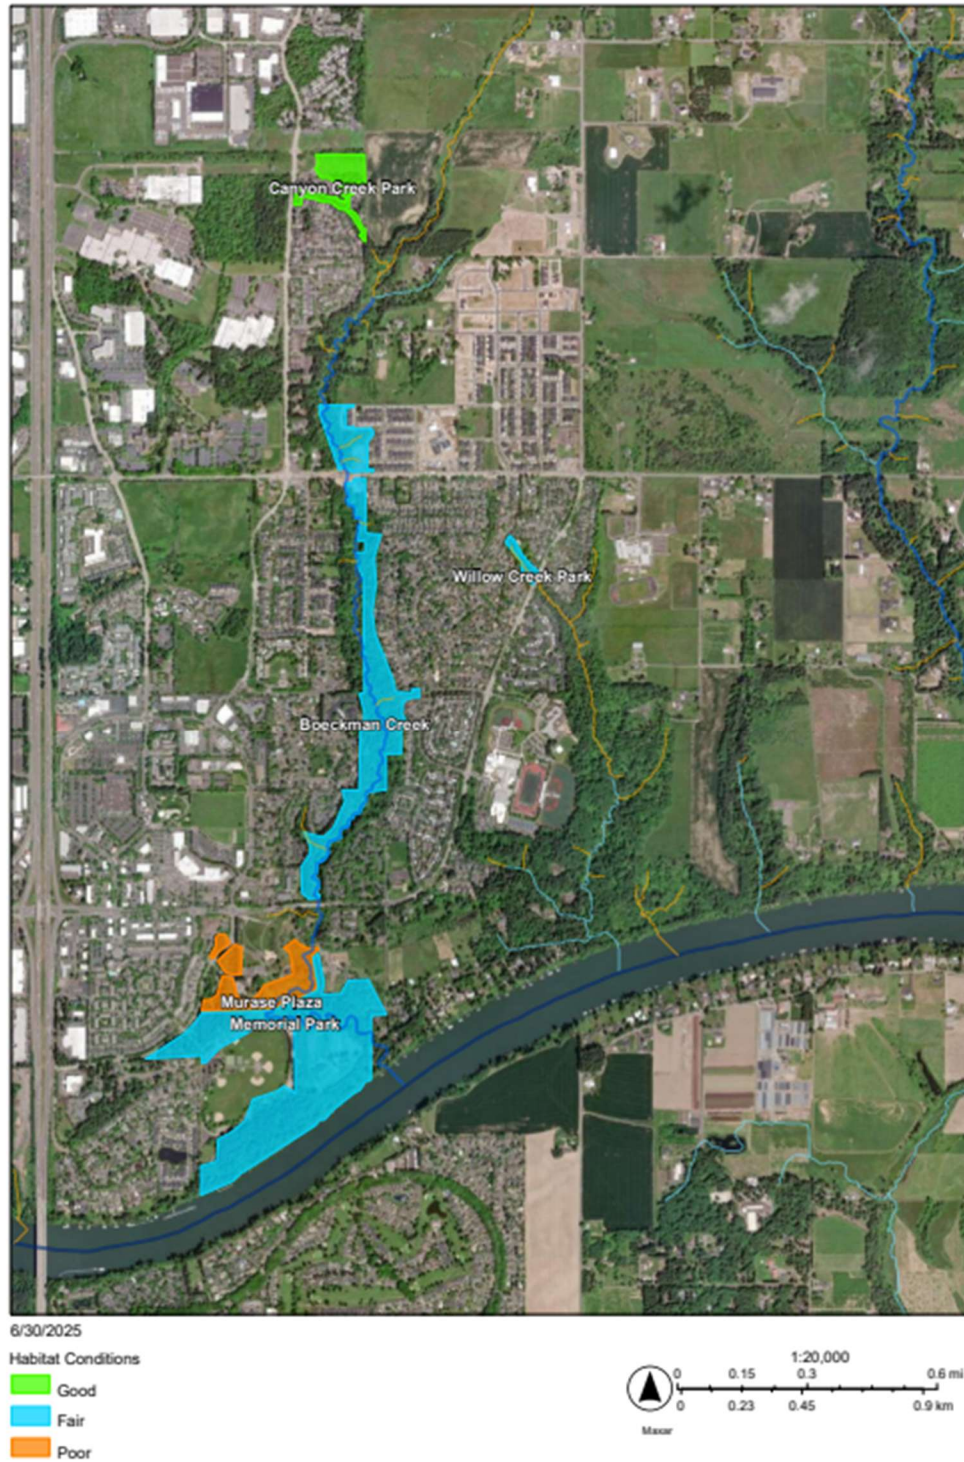 Canyon Creek Park
Willow Creek Park
Boeckman Creek
Murase Plaza
Memorial Park
6/30/2025
Habitat Conditions
Good
Fair
Poor
1:20,000
0 0.15 0.3 0.6 mi
0 0.23 0.45 0.9 km
Maxar